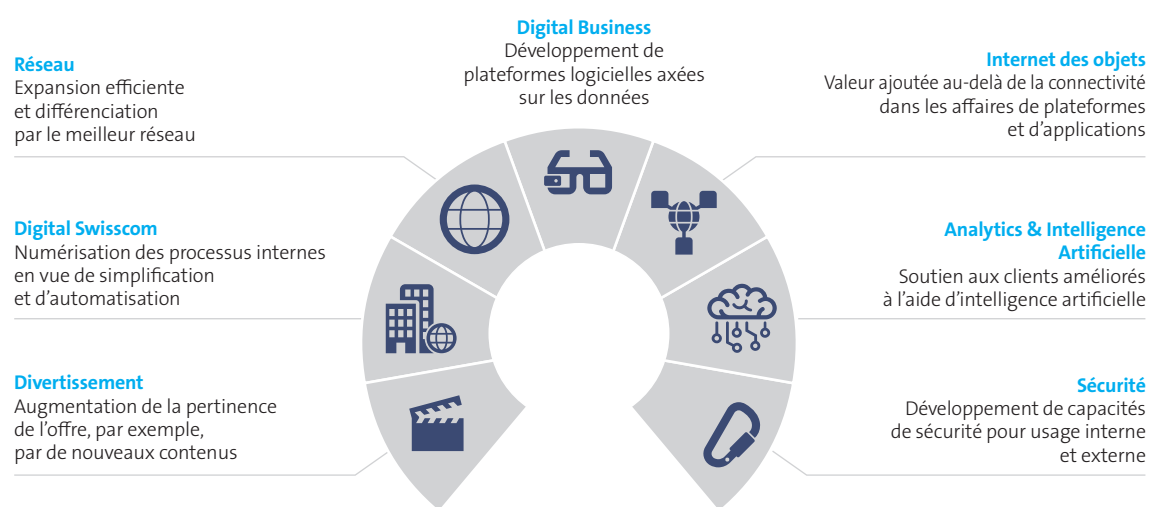 Digital Business
Développement de
plateformes logicielles axées
sur les données
Réseau
Expansion efficiente
et différenciation
par le meilleur réseau
Internet des objets
Valeur ajoutée au-delà de la connectivité
dans les affaires de plateformes
et d’applications
Digital Swisscom
Numérisation des processus internes
en vue de simplification
et d’automatisation
Analytics & Intelligence
Artificielle
Soutien aux clients améliorés
à l’aide d’intelligence artificielle
Divertissement
Augmentation de la pertinence
de l’offre, par exemple,
par de nouveaux contenus
Sécurité
Développement de capacités
de sécurité pour usage interne
et externe